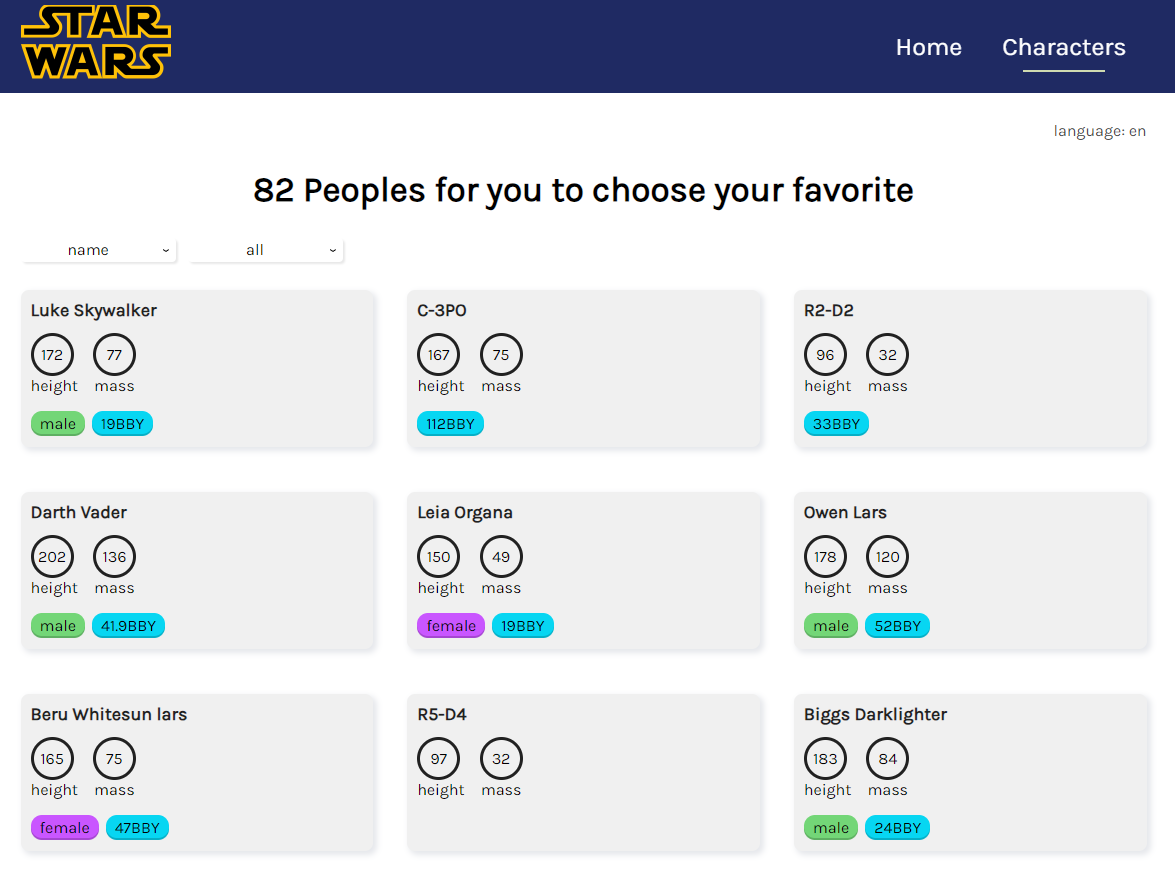 STAR
WARS
Home Characters
language: en
82 Peoples for you to choose your favorite
name all
Luke Skywalker
172 77
height mass
male 19BBY
C-3PO
167 75
height mass
112BBY
R2-D2
96 32
height mass
33BBY
Darth Vader
202 136
height mass
male 41.9BBY
Leia Organa
150 49
height mass
female 19BBY
Owen Lars
178 120
height mass
male 52BBY
Beru Whitesun lars
165 75
height mass
female 47BBY
R5-D4
97 32
height mass
Biggs Darklighter
183 84
height mass
male 24BBY